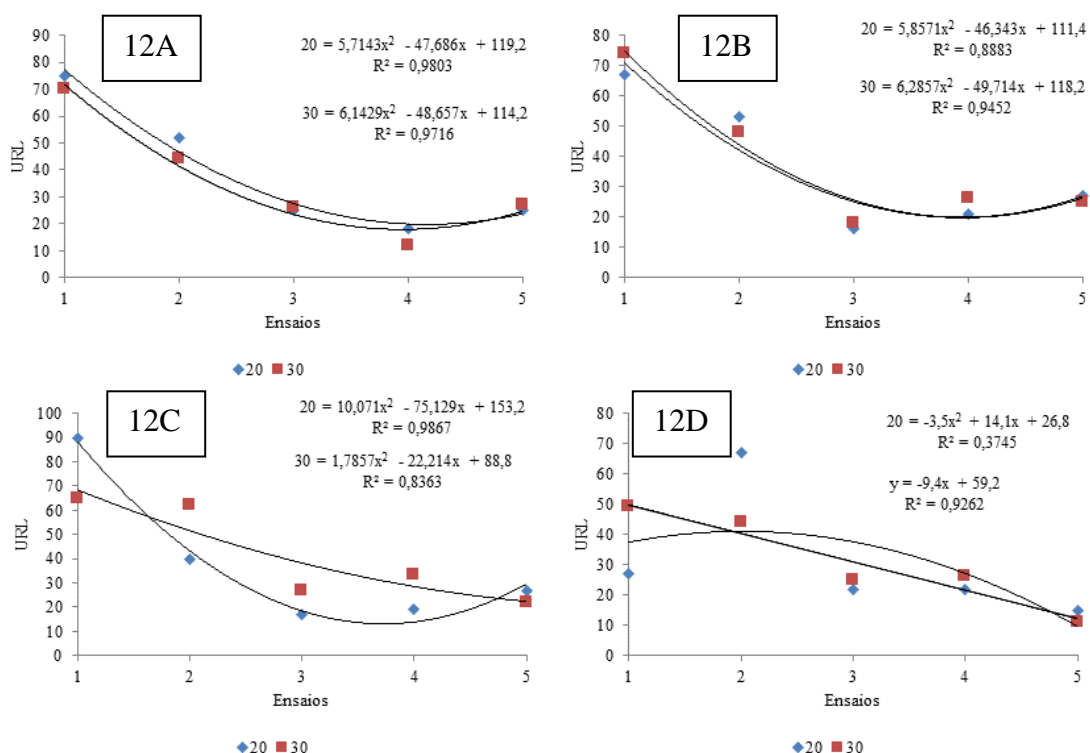 12A
20 = 5,7143x² - 47,686x + 119,2
R² = 0,9803
30 = 6,1429x² - 48,657x + 114,2
R² = 0,9716
URL
90
80
70
60
50
40
30
20
10
0
1 2 3 4 5
Ensaios
20 30
12B
20 = 5,8571x² - 46,343x + 111,4
R² = 0,8883
30 = 6,2857x² - 49,714x + 118,2
R² = 0,9452
URL
80
70
60
50
40
30
20
10
0
1 2 3 4 5
Ensaios
20 30
12C
20 = 10,071x² - 75,129x + 153,2
R² = 0,9867
30 = 1,7857x² - 22,214x + 88,8
R² = 0,8363
URL
100
90
80
70
60
50
40
30
20
10
0
1 2 3 4 5
Ensaios
20 30
12D
20 = -3,5x² + 14,1x + 26,8
R² = 0,3745
y = -9,4x + 59,2
R² = 0,9262
URL
80
70
60
50
40
30
20
10
0
1 2 3 4 5
Ensaios
20 30